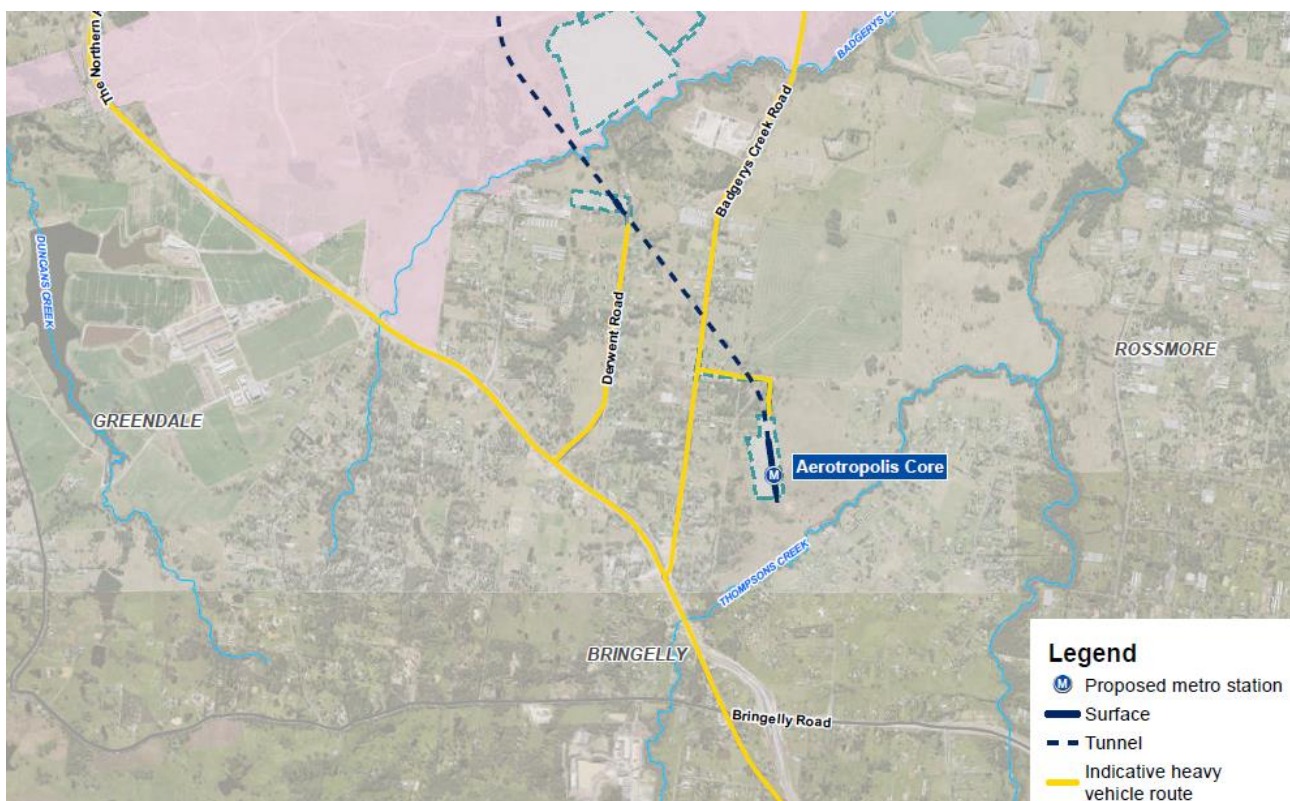 The Northern A
BADGERYS CREEK
Badgerys Creek Road
DUNCANS CREEK
Derwent Road
ROSSMORE
GREENDALE
M
Aerotropolis Core
THOMPSONS CREEK
BRINGELLY
Bringelly Road
Legend
M Proposed metro station
Surface
Tunnel
Indicative heavy
vehicle route